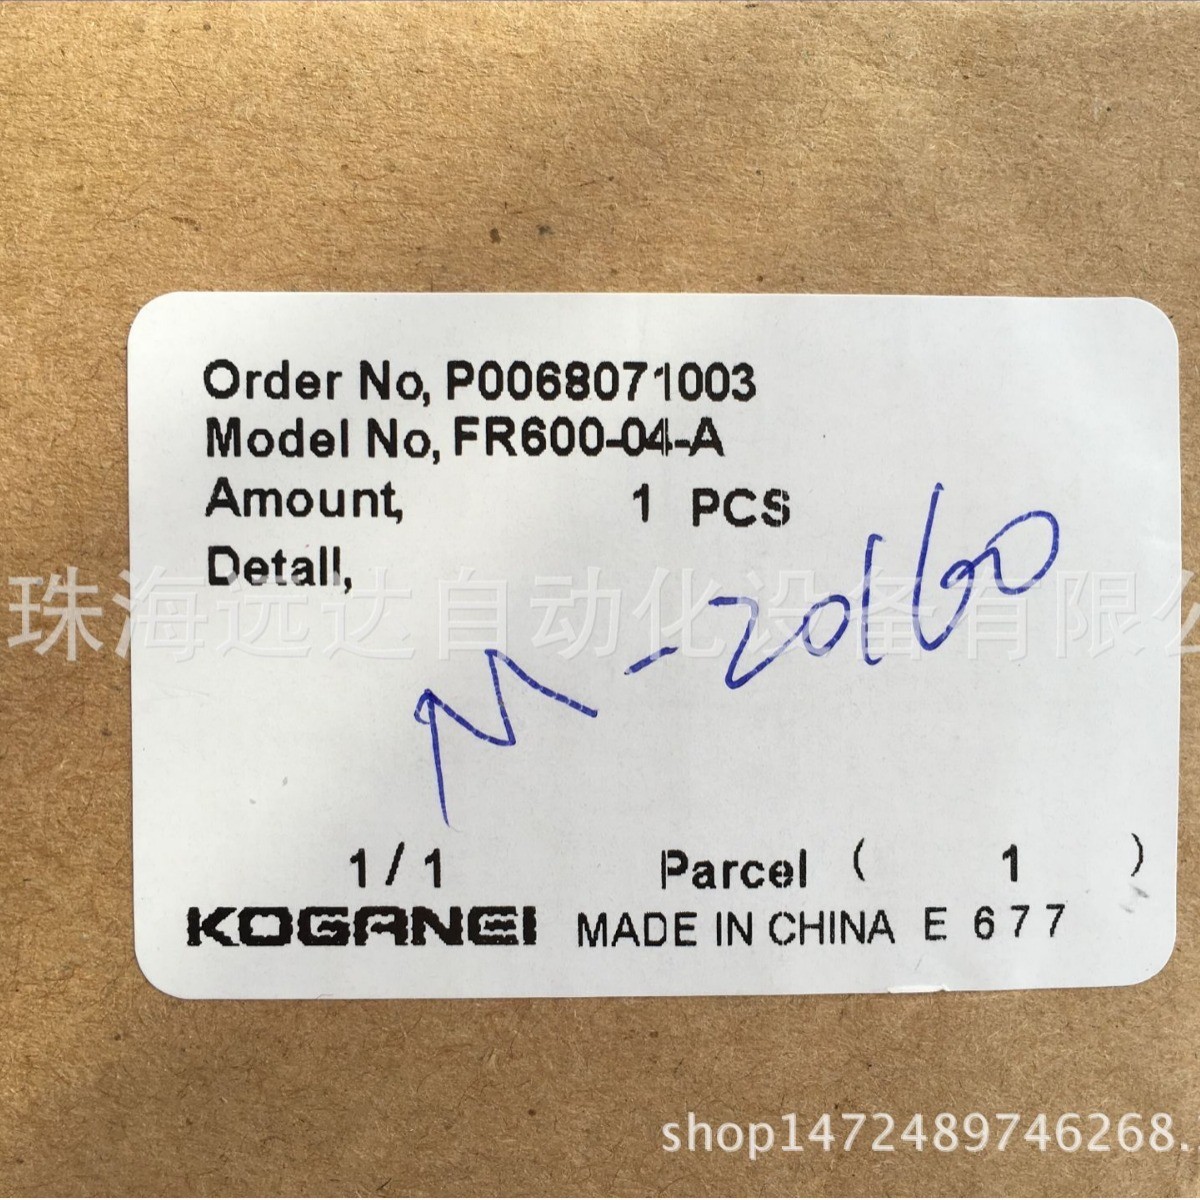 Order No, P0068071003
Model No, FR600-04-A
Amount, 1 PCS
Detall,
珠海远达自动化设备有限公
M-20160
1/1 Parcel ( 1 )
KOGANEI MADE IN CHINA E 677
shop1472489746268.